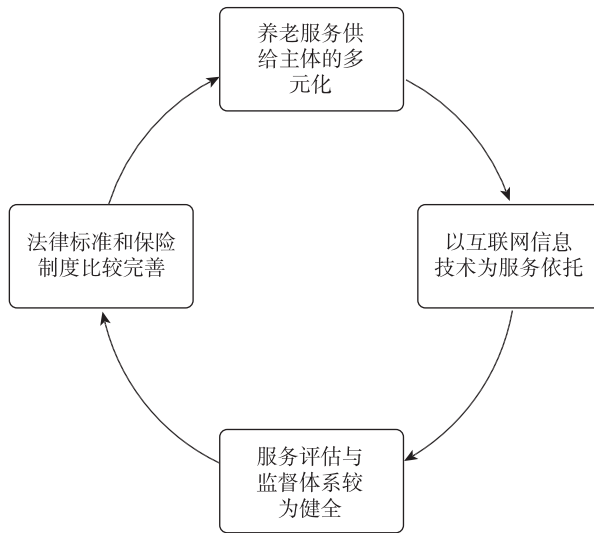 养老服务供
给主体的多
元化
以互联网信息
技术为服务依托
服务评估与
监督体系较
为健全
法律标准和保险
制度比较完善